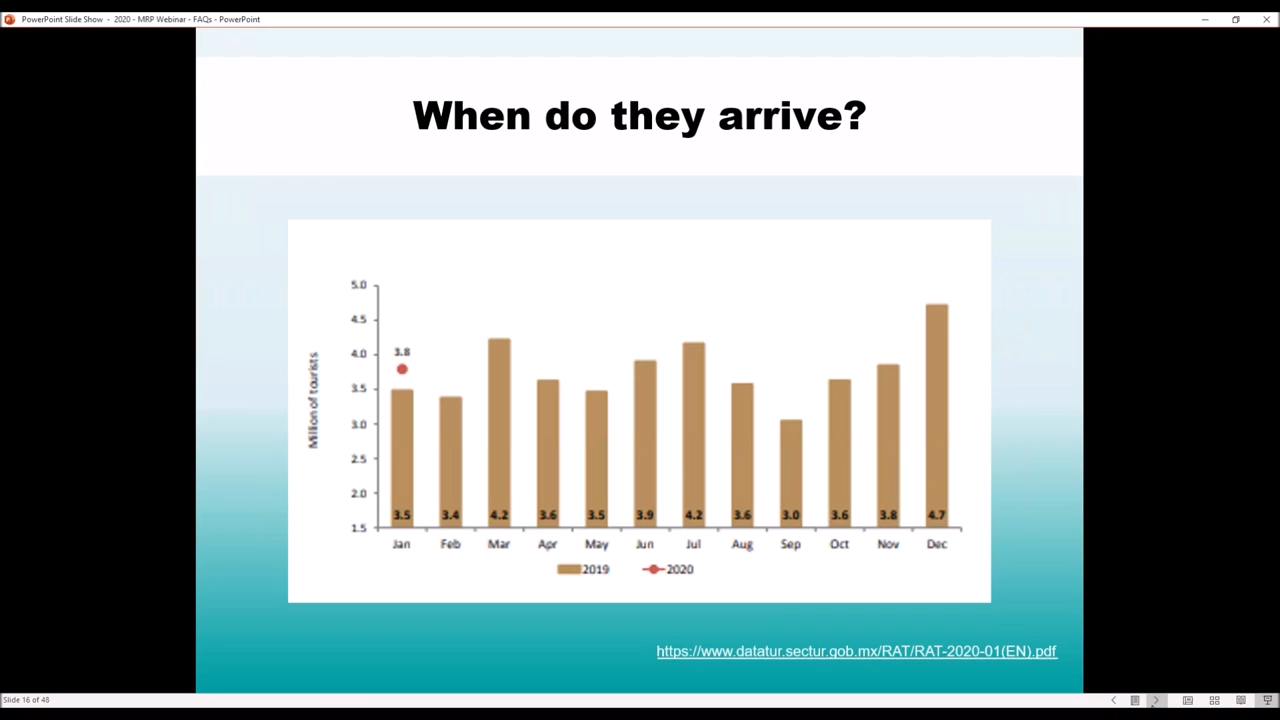 PowerPoint Slide Show - 2020 - MRP Webinar - FAQs - PowerPoint
When do they arrive?
5.0
4.5
4.0
3.5
3.0
2.5
2.0
1.5
Million of tourists
3.8
3.5 3.4 4.2 3.6 3.5 3.9 4.2 3.6 3.0 3.6 3.8 4.7
Jan Feb Mar Apr May Jun Jul Aug Sep Oct Nov Dec
2019 2020
https://www.datatur.sectur.gob.mx/RAT/RAT-2020-01(EN).pdf
Slide 16 of 48